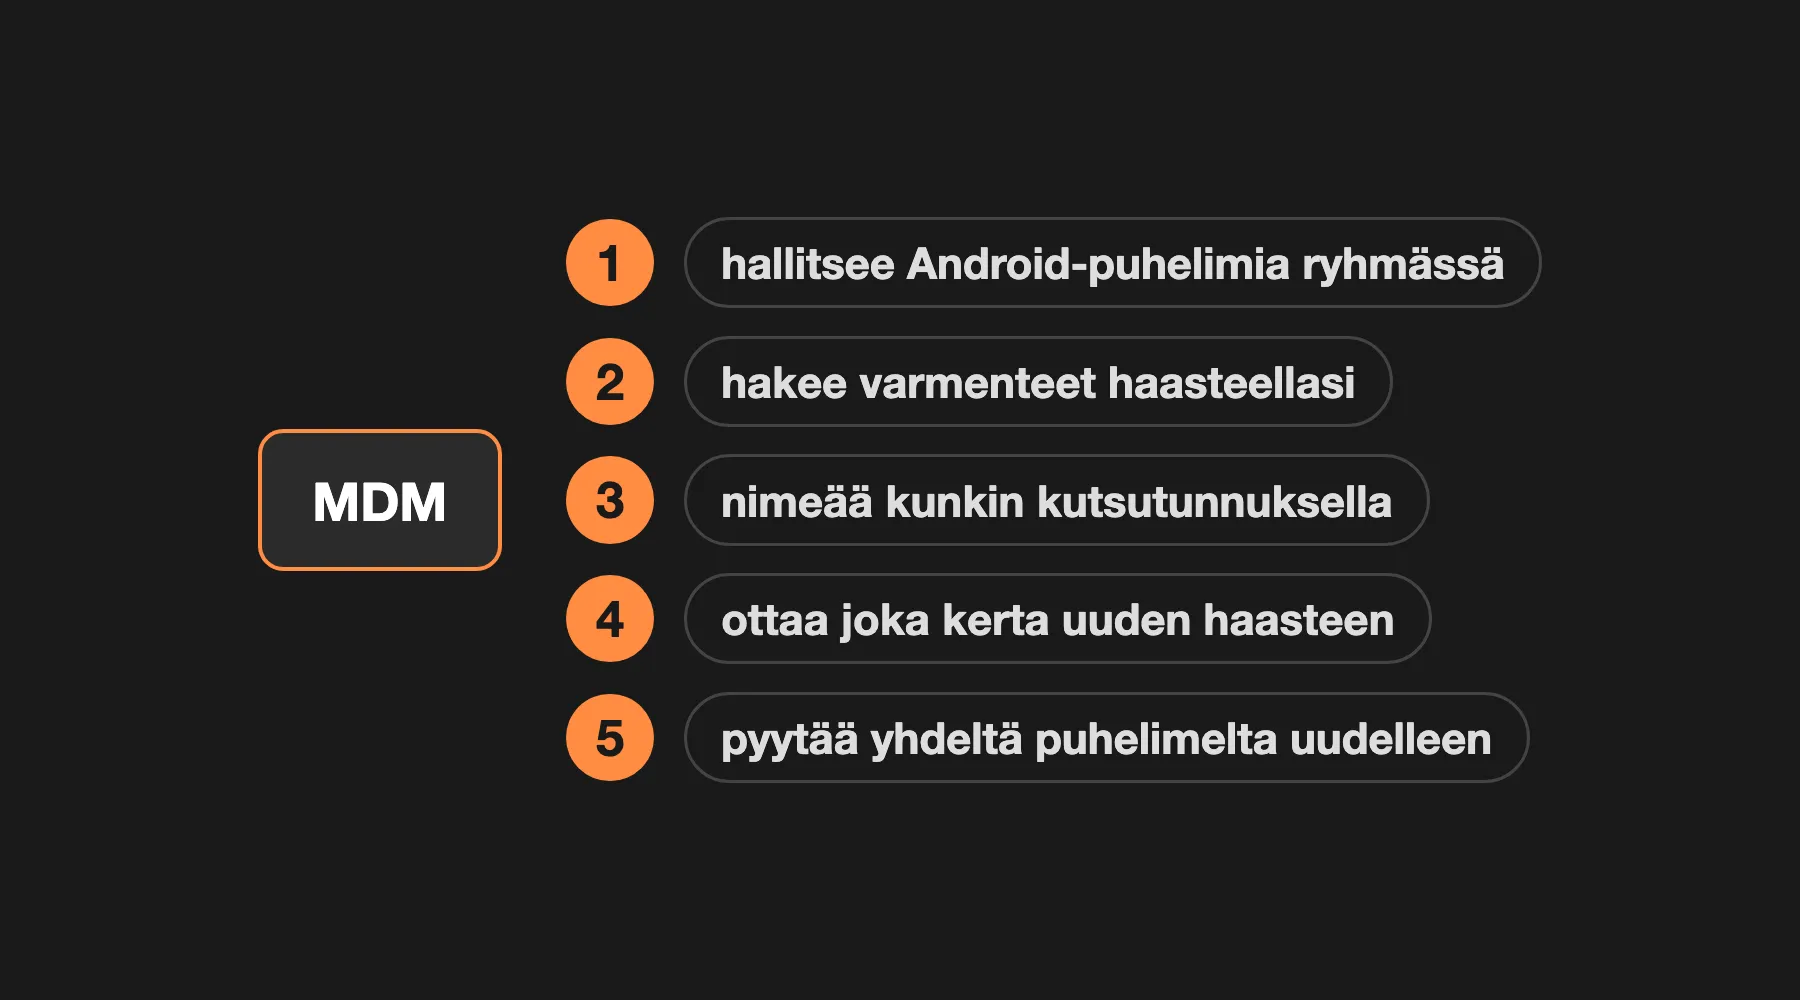 MDM
1
hallitsee Android-puhelimia ryhmässä
2
hakee varmenteet haasteellasi
3
nimeää kunkin kutsutunnuksella
4
ottaa joka kerta uuden haasteen
5
pyytää yhdeltä puhelimelta uudelleen